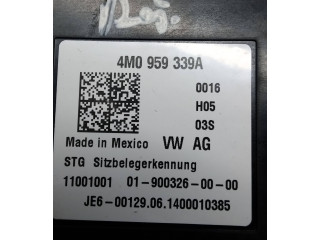 4M0 959 339A
0016
H05
03S
Made in Mexico VW AG
STG Sitzbelegerkennung
11001001 01-900326-00-00
JE6-00129.06.1400010385